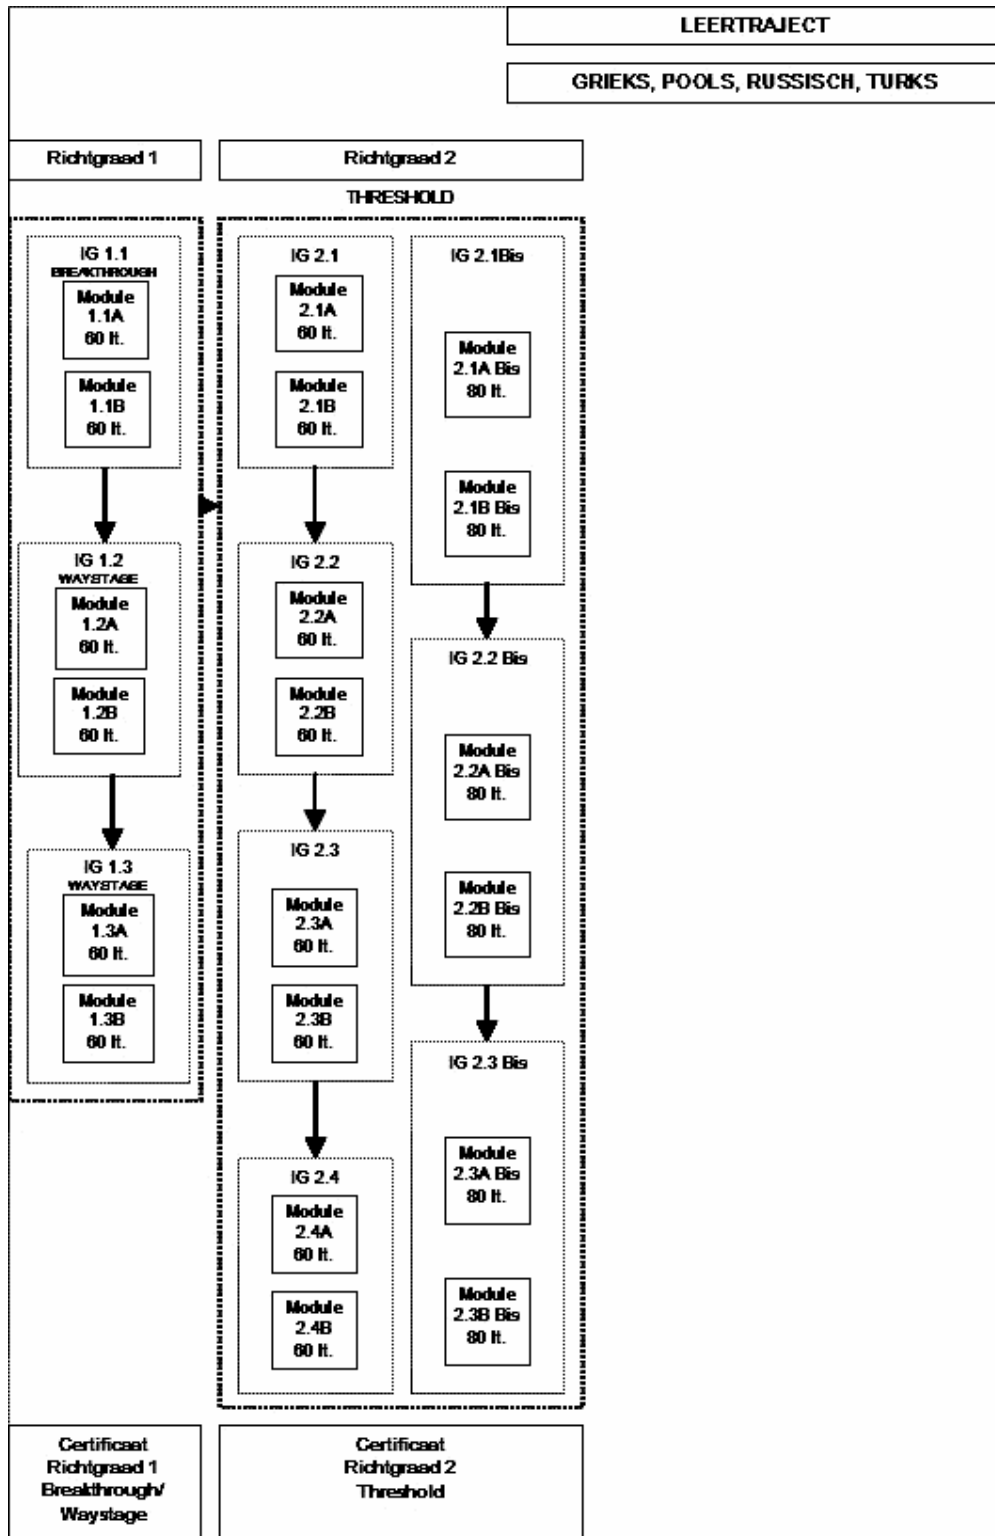 LEERTRAJECT
GRIEKS, POOLS, RUSSISCH, TURKS
Richtgraad 1
Richtgraad 2
THRESHOLD
IG 1.1
BREAKTHROUGH
Module
1.1A
60 lt.
Module
1.1B
60 lt.
IG 1.2
WAYSTAGE
Module
1.2A
60 lt.
Module
1.2B
60 lt.
IG 1.3
WAYSTAGE
Module
1.3A
60 lt.
Module
1.3B
60 lt.
IG 2.1
Module
2.1A
60 lt.
Module
2.1B
60 lt.
IG 2.2
Module
2.2A
60 lt.
Module
2.2B
60 lt.
IG 2.3
Module
2.3A
60 lt.
Module
2.3B
60 lt.
IG 2.4
Module
2.4A
60 lt.
Module
2.4B
60 lt.
IG 2.1Bis
Module
2.1A Bis
80 lt.
Module
2.1B Bis
80 lt.
IG 2.2 Bis
Module
2.2A Bis
80 lt.
Module
2.2B Bis
80 lt.
IG 2.3 Bis
Module
2.3A Bis
80 lt.
Module
2.3B Bis
80 lt.
Certificaat
Richtgraad 1
Breakthrough/
Waystage
Certificaat
Richtgraad 2
Threshold